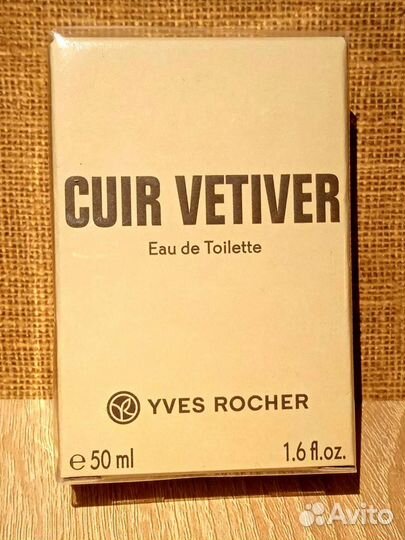 CUIR VETIVER
Eau de Toilette
YVES ROCHER
℮ 50 ml 1.6 fl.oz.
Avito